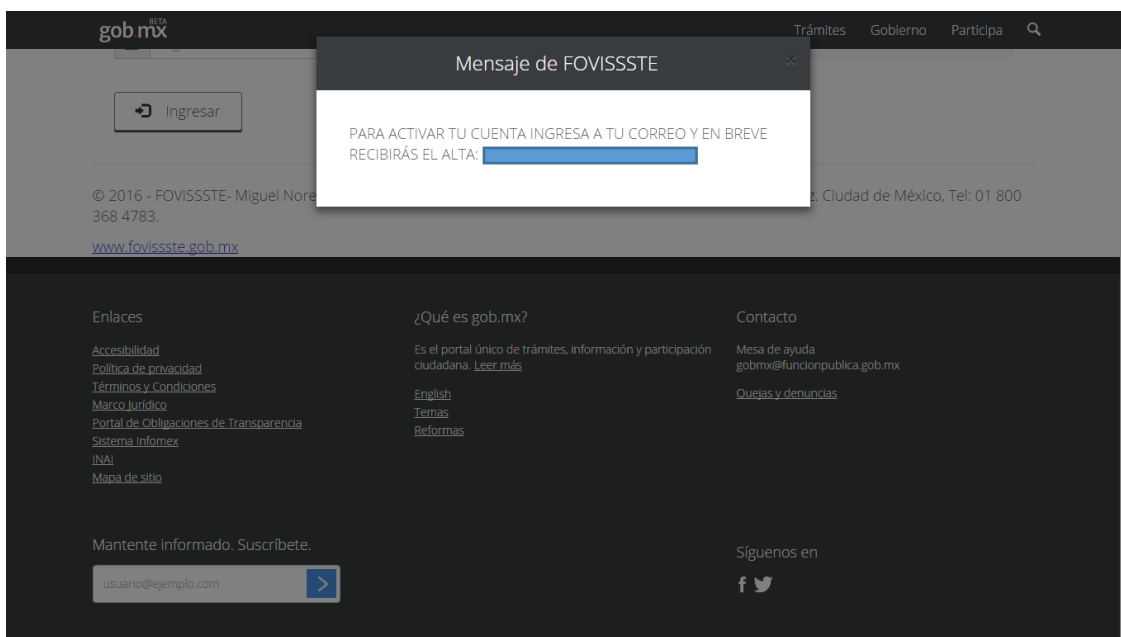 gob.mx BETA
Trámites Gobierno Participa
Mensaje de FOVISSSTE
×
Ingresar
PARA ACTIVAR TU CUENTA INGRESA A TU CORREO Y EN BREVE
RECIBIRÁS EL ALTA:
© 2016 - FOVISSSTE- Miguel
. Ciudad de México, Tel: 01 800
368 4783.
www.fovissste.gob.mx
Enlaces
Accesibilidad
Política de privacidad
Términos y Condiciones
Marco Jurídico
Portal de Obligaciones de Transparencia
Sistema Infomex
INAI
Mapa de sitio
¿Qué es gob.mx?
Es el portal único de trámites, información y participación
ciudadana. Leer más
English
Temas
Reformas
Contacto
Mesa de ayuda
gobmx@funcionpublica.gob.mx
Quejas y denuncias
Mantente informado. Suscríbete.
usuario@ejemplo.com
Síguenos en